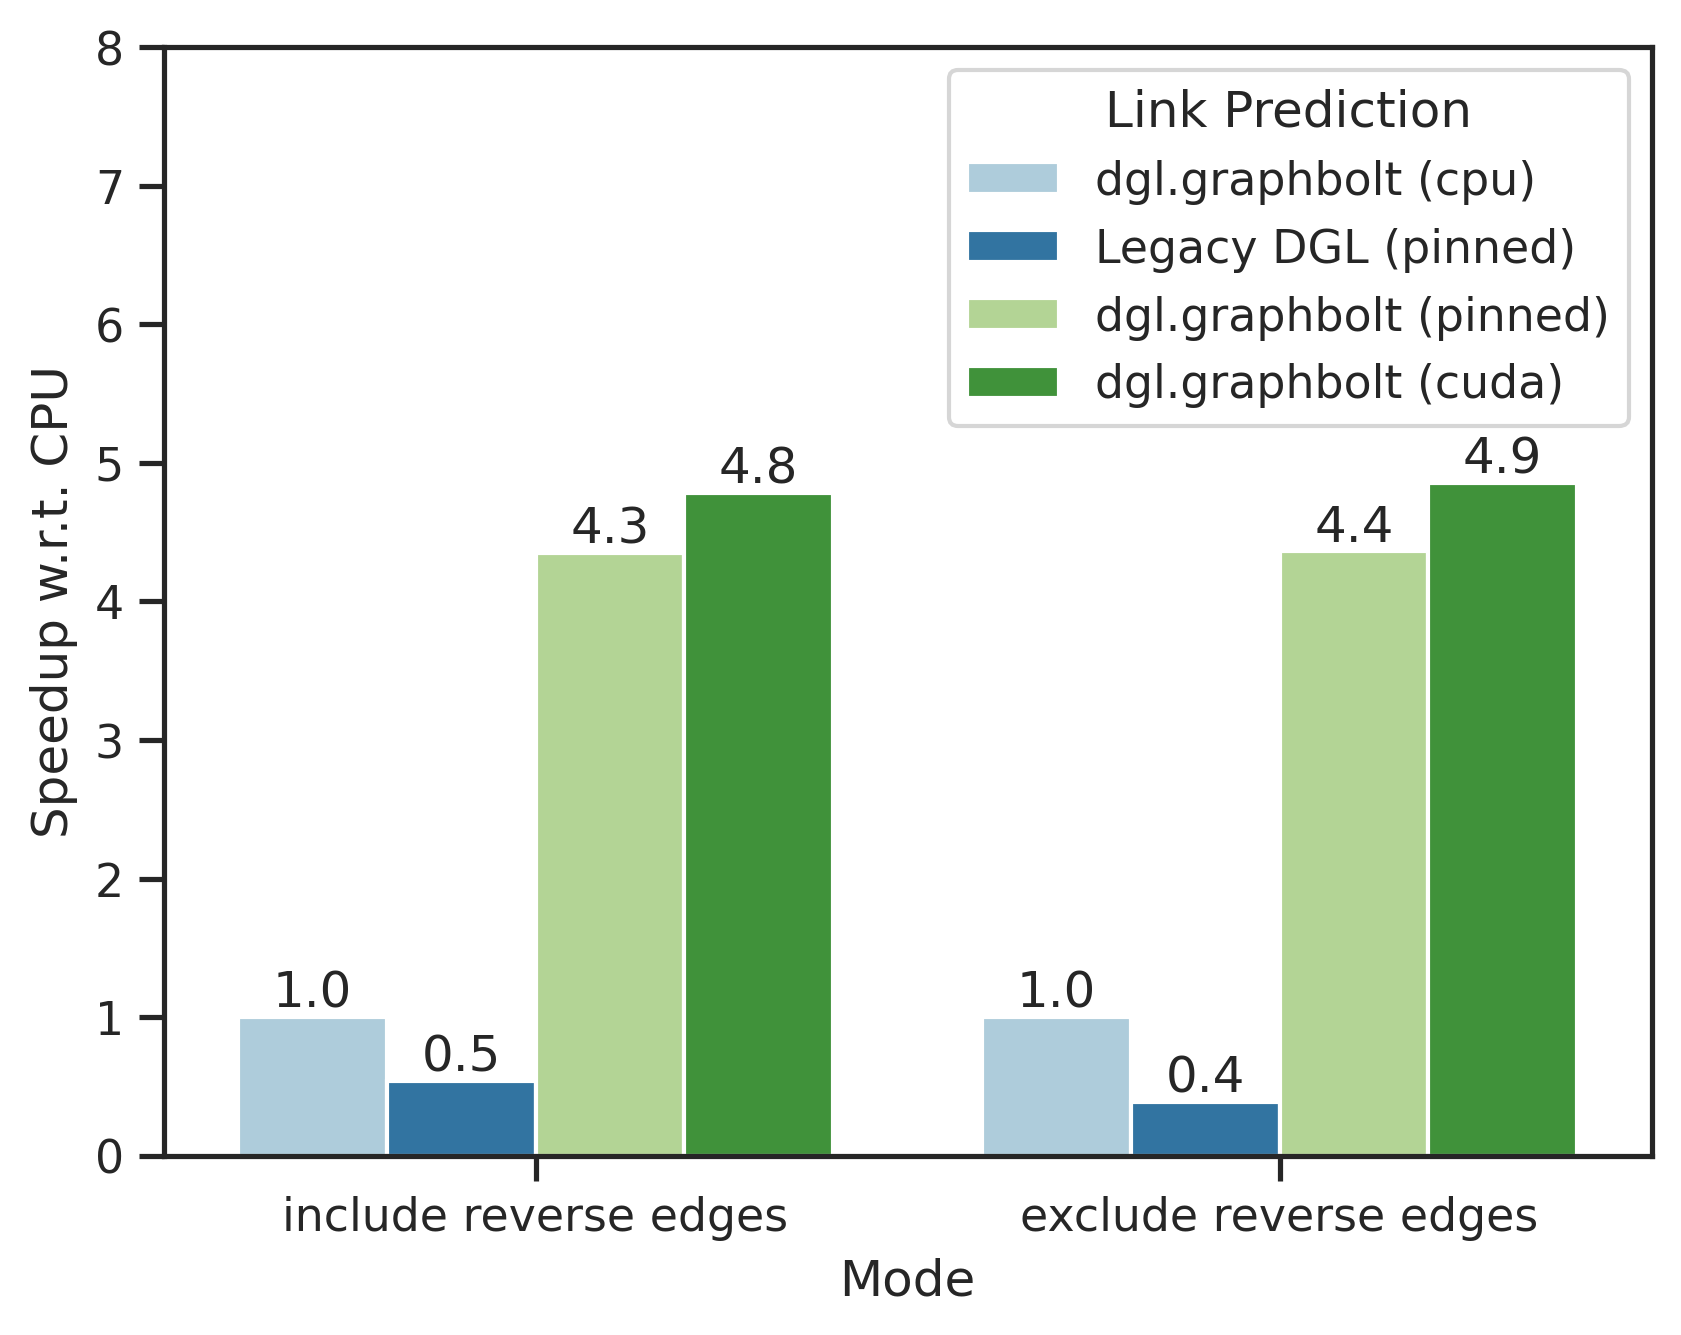 Speedup w.r.t. CPU
8
7
6
5
4
3
2
1
0
Link Prediction
dgl.graphbolt (cpu)
Legacy DGL (pinned)
dgl.graphbolt (pinned)
dgl.graphbolt (cuda)
1.0
0.5
4.3
4.8
1.0
0.4
4.4
4.9
include reverse edges
exclude reverse edges
Mode